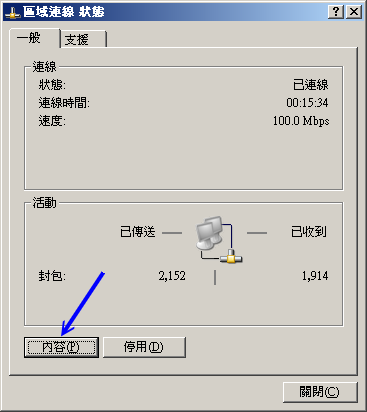 區域連線 狀態
一般
支援
連線
狀態:
已連線
連線時間:
00:15:34
速度:
100.0 Mbps
活動
已傳送
已收到
封包:
2,152
1,914
內容(P)
停用(D)
關閉(C)